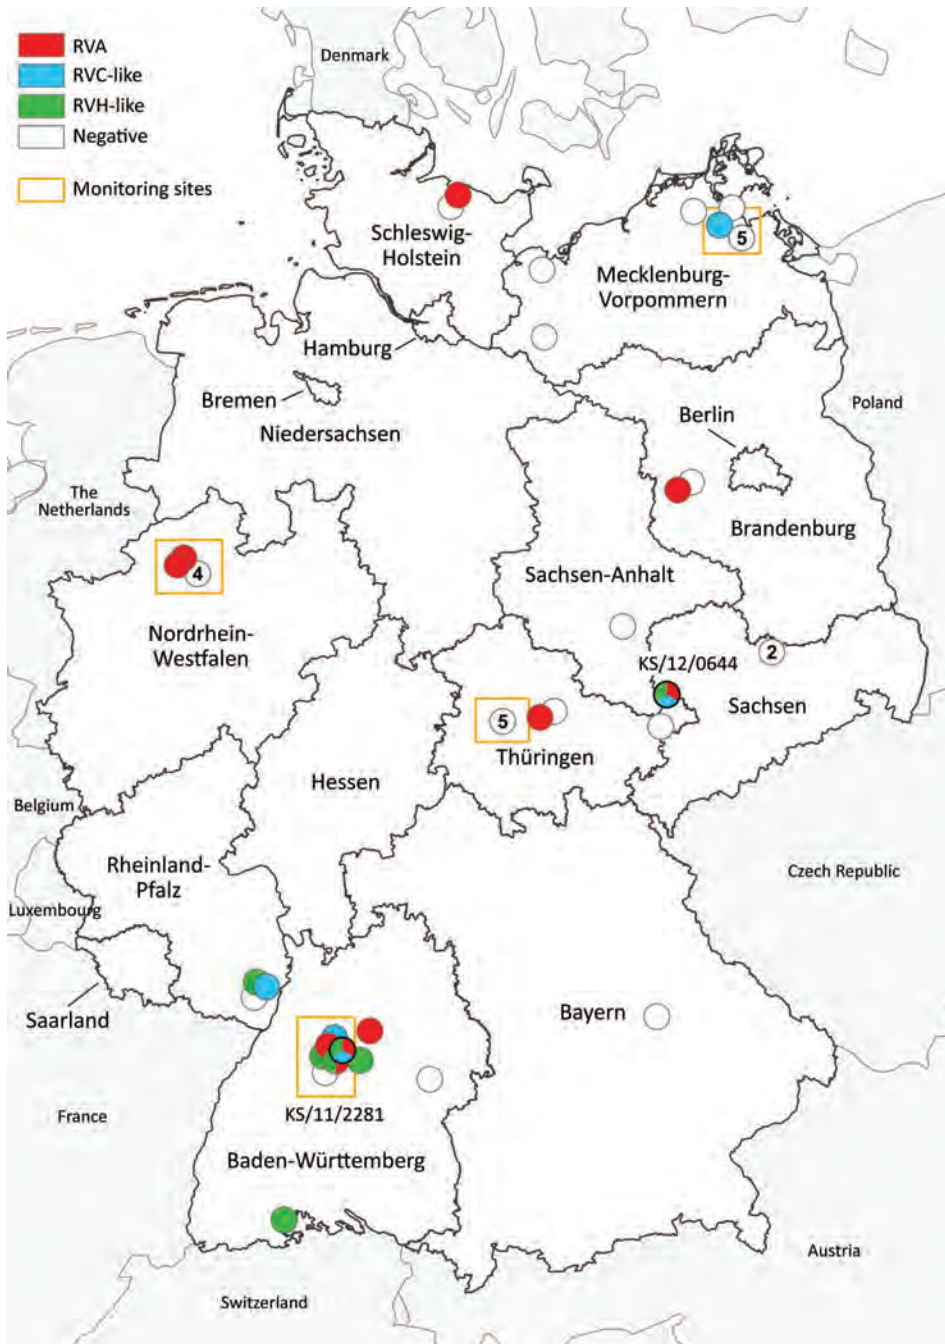 RVA
RVC-like
RVH-like
Negative
Monitoring sites
Denmark
Schleswig-
Holstein
5
Mecklenburg-
Vorpommern
Hamburg
Bremen
Niedersachsen
Berlin
Poland
The
Netherlands
Brandenburg
4
Sachsen-Anhalt
Nordrhein-
Westfalen
2
KS/12/0644
Sachsen
5
Thüringen
Hessen
Belgium
Rheinland-
Pfalz
Czech Republic
Luxembourg
Saarland
Bayern
France
KS/11/2281
Baden-Württemberg
Austria
Switzerland